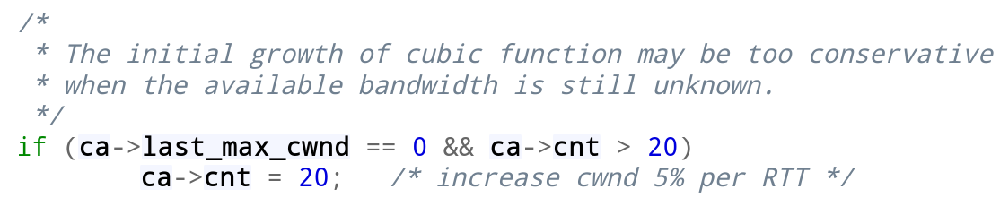 /*
 * The initial growth of cubic function may be too conservative
 * when the available bandwidth is still unknown.
 */
if (ca->last_max_cwnd == 0 && ca->cnt > 20)
        ca->cnt = 20;   /* increase cwnd 5% per RTT */